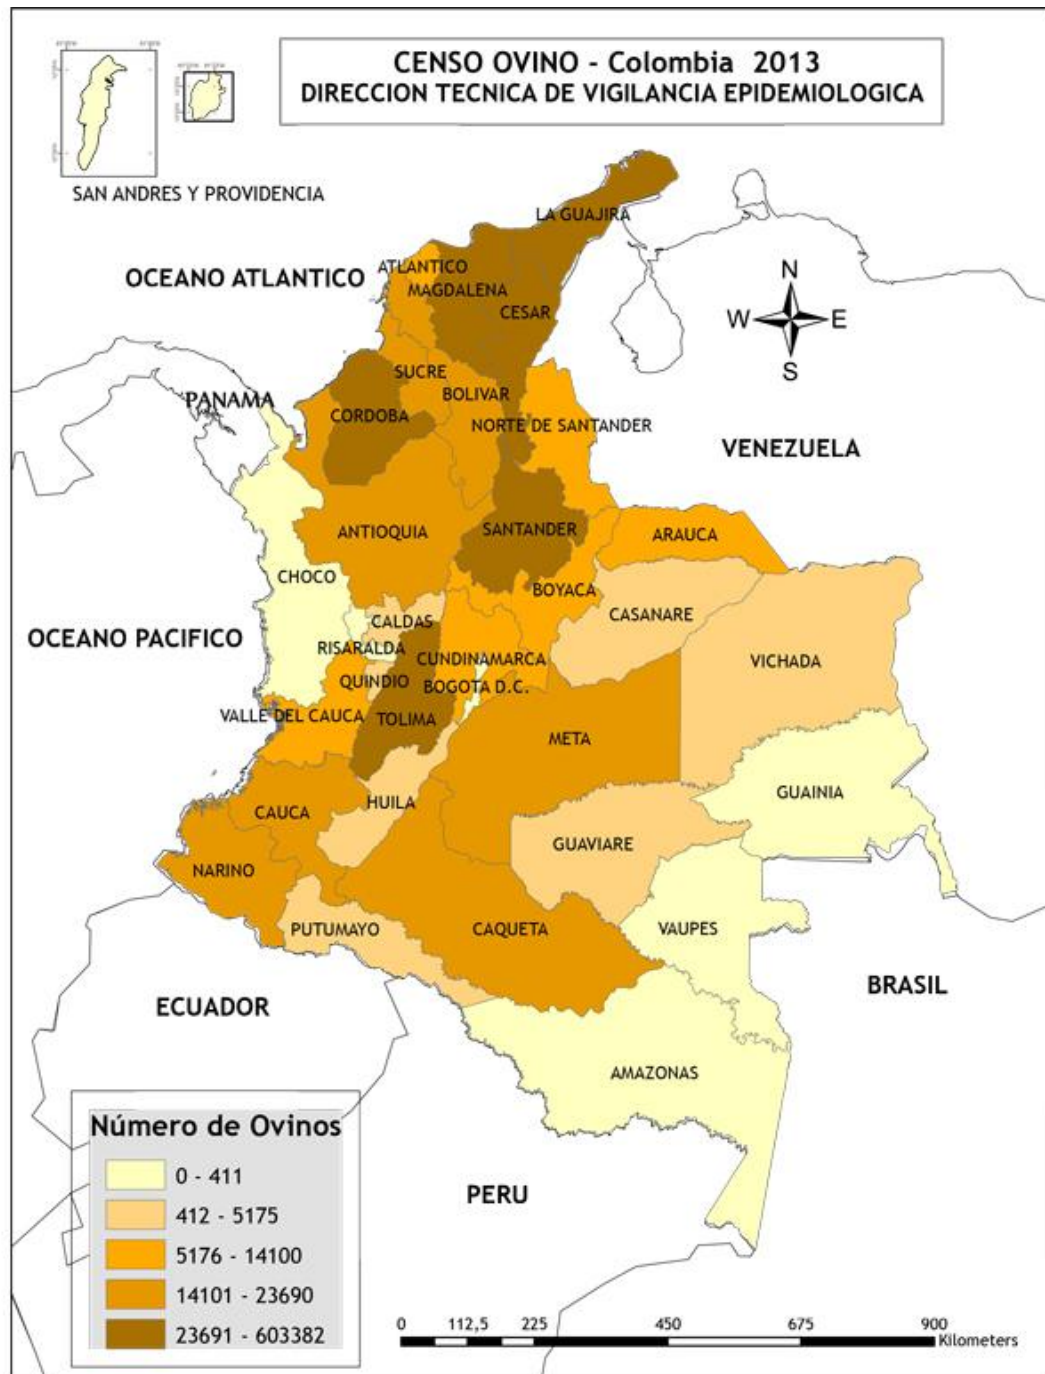 CENSO OVINO - Colombia 2013
DIRECCION TECNICA DE VIGILANCIA EPIDEMIOLOGICA
SAN ANDRES Y PROVIDENCIA
LA GUAJIRA
OCEANO ATLANTICO
ATLANTICO
MAGDALENA
CESAR
N
W
E
S
SUCRE
BOLIVAR
PANAMA
CORDOBA
NORTE DE SANTANDER
VENEZUELA
ANTIOQUIA
SANTANDER
ARAUCA
CHOCO
BOYACA
CASANARE
OCEANO PACIFICO
CALDAS
RISARALDA
CUNDINAMARCA
VICHADA
QUINDIO
BOGOTA D.C.
VALLE DEL CAUCA
TOLIMA
META
GUAINIA
CAUCA
HUILA
GUAVIARE
NARINO
PUTUMAYO
CAQUETA
VAUPES
BRASIL
ECUADOR
AMAZONAS
PERU
Número de Ovinos
0 - 411
412 - 5175
5176 - 14100
14101 - 23690
23691 - 603382
0 112,5 225 450 675 900
Kilometers